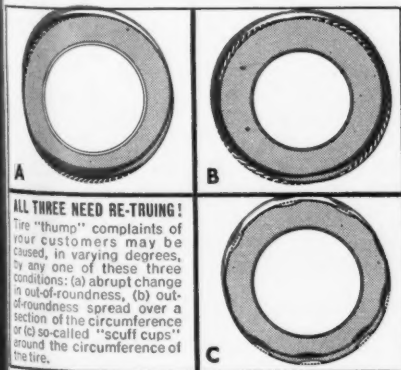 A
B
ALL THREE NEED RE-TRUING!
Tire "thump" complaints of
your customers may be
caused, in varying degrees,
by any one of these three
conditions: (a) abrupt change
in out-of-roundness, (b) out-
of-roundness spread over a
section of the circumference
or (c) so-called "scuff cups"
around the circumference of
the tire.
C